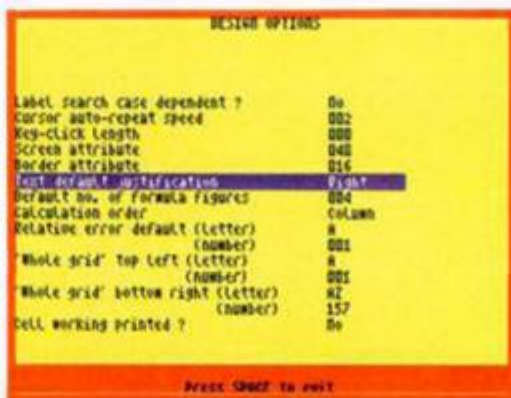 DESIGN OPTIONS
Label search case dependent ? No
Cursor auto-repeat speed 002
Key-click length 000
Screen attribute 048
Border attribute 016
Text default justification Right
Default no. of formula figures 004
Calculation order Column
Relative error default (letter) A
(number) 001
'Whole grid' top left (letter) A
(number) 001
'Whole grid' bottom right (letter) AZ
(number) 157
Cell working printed ? No
Press SPACE to exit